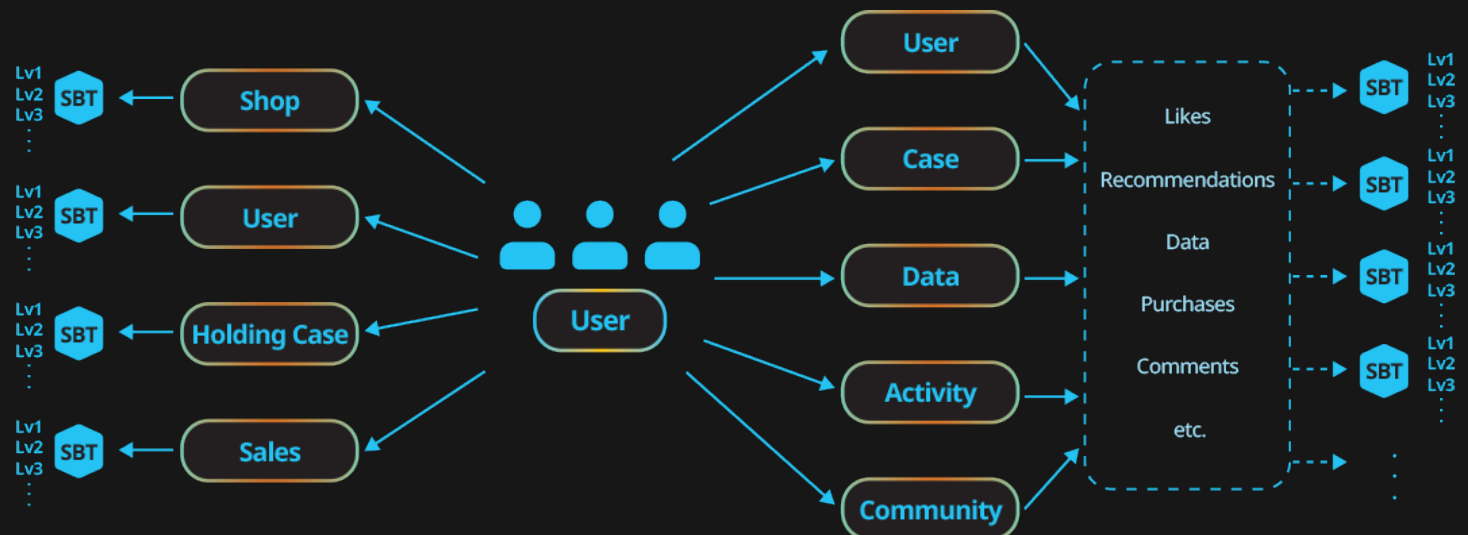 Lv1
Lv2
Lv3
SBT
Shop
Lv1
Lv2
Lv3
SBT
User
Lv1
Lv2
Lv3
SBT
Holding Case
Lv1
Lv2
Lv3
SBT
Sales
User
User
Case
Data
Activity
Community
Likes
Recommendations
Data
Purchases
Comments
etc.
SBT
Lv1
Lv2
Lv3
SBT
Lv1
Lv2
Lv3
SBT
Lv1
Lv2
Lv3
SBT
Lv1
Lv2
Lv3